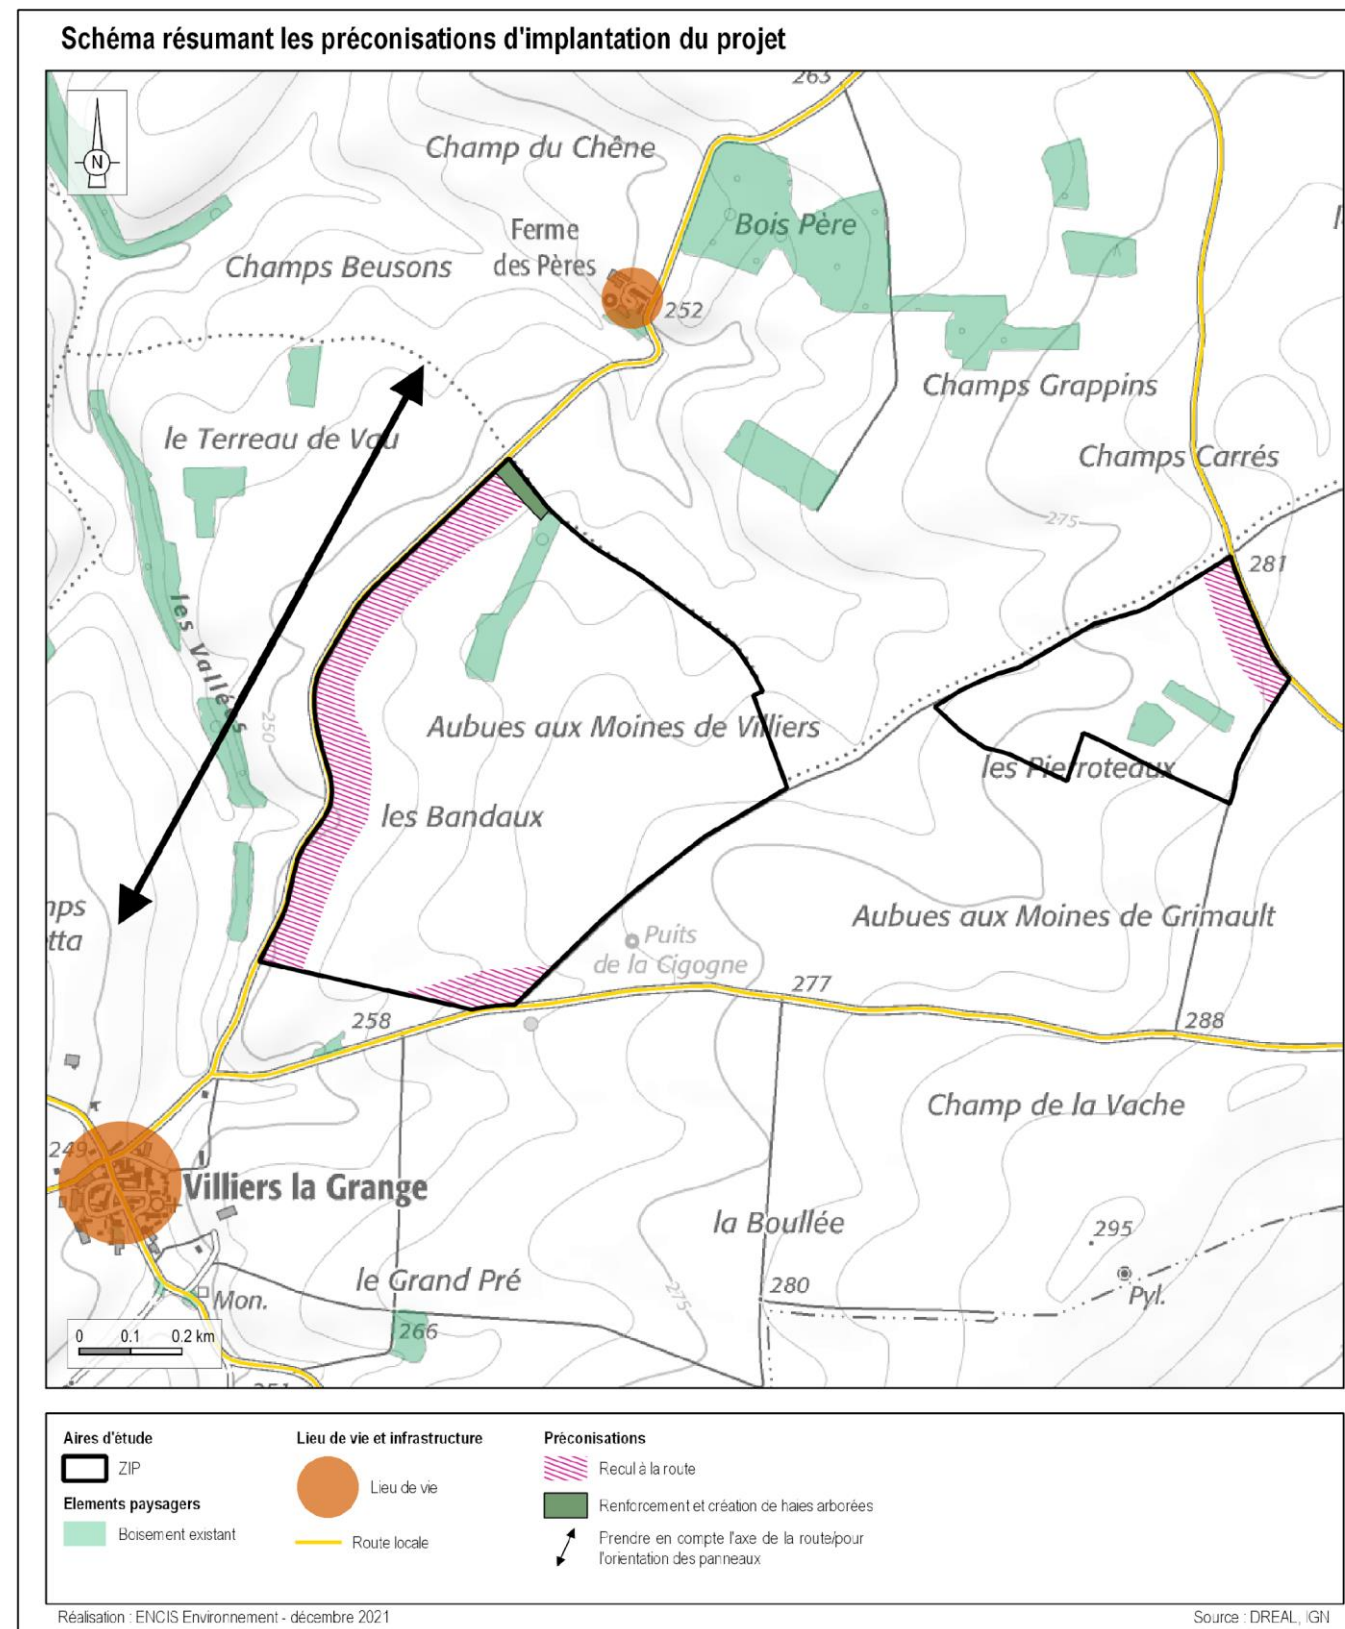 Schéma résumant les préconisations d'implantation du projet
263
N
Champ du Chêne
Bois Père
Ferme
des Pères
Champs Beusons
252
Champs Grappins
le Terreau de Vau
Champs Carrés
275
281
les Vallées
250
Aubues aux Moines de Villiers
les Pierroteaux
les Bandaux
Aubues aux Moines de Grimault
Puits
de la Cigogne
277
258
288
Champ de la Vache
249
Villiers la Grange
la Boullée
295
le Grand Pré
275
280
Pyl.
Mon.
266
0 0.1 0.2 km
Aires d'étude
ZIP
Elements paysagers
Boisement existant
Lieu de vie et infrastructure
Lieu de vie
Route locale
Préconisations
Recul à la route
Renforcement et création de haies arborées
Prendre en compte l'axe de la route/pour
l'orientation des panneaux
Réalisation : ENCIS Environnement - décembre 2021
Source : DREAL, IGN